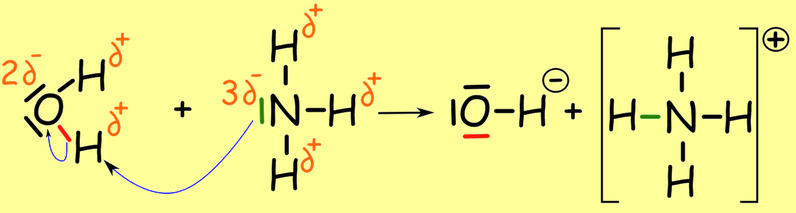 2δ⁻ O H δ⁺ H δ⁺ + 3δ⁻ N H δ⁺ H δ⁺ H δ⁺ → O–H ⊖ + [ H H–N–H H ] ⊕